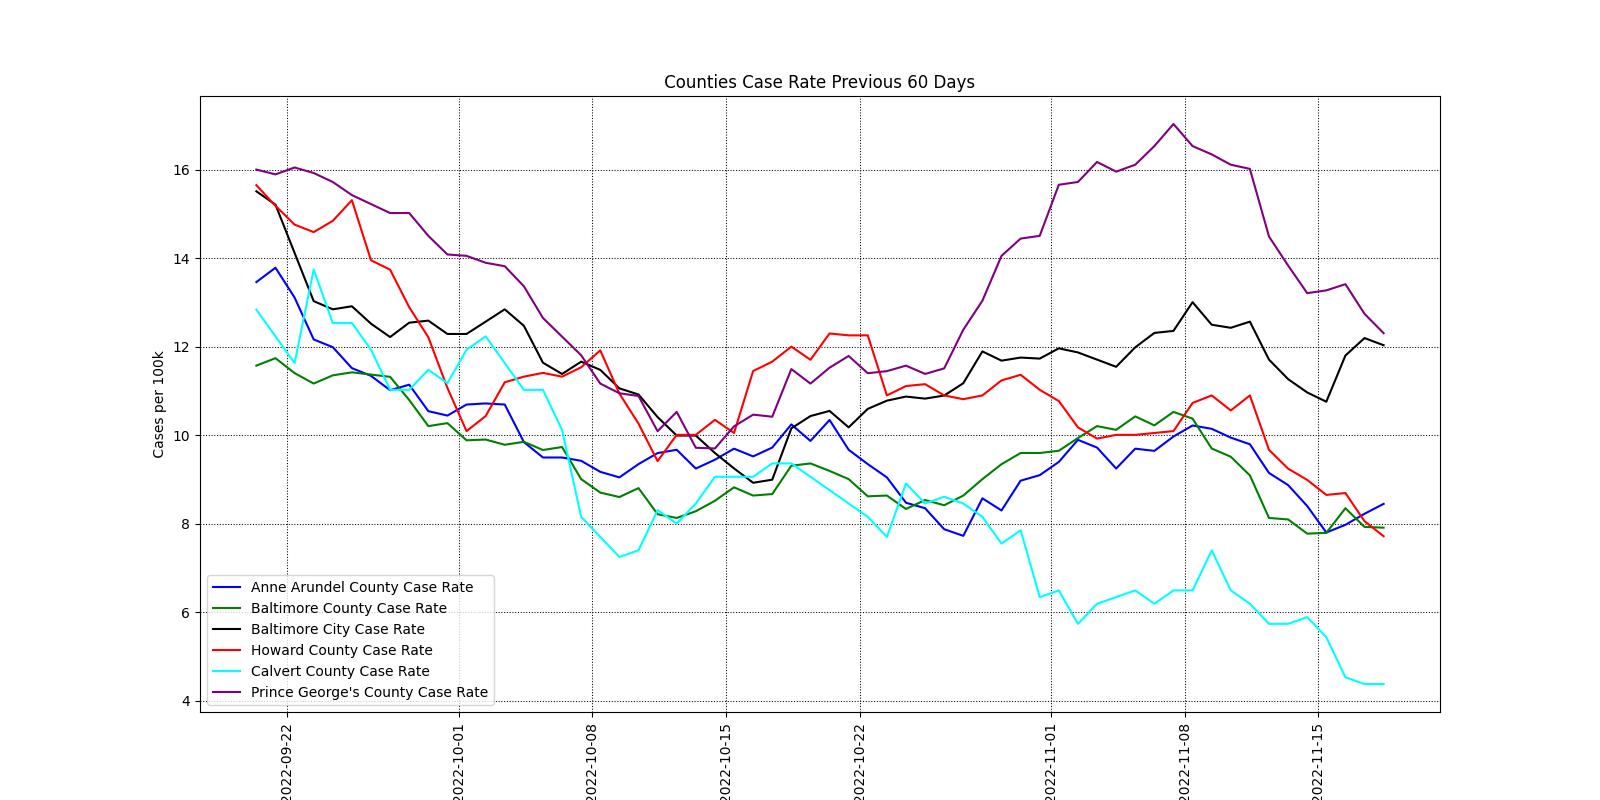 Counties Case Rate Previous 60 Days
Cases per 100k
16
14
12
10
8
6
4
Anne Arundel County Case Rate
Baltimore County Case Rate
Baltimore City Case Rate
Howard County Case Rate
Calvert County Case Rate
Prince George's County Case Rate
2022-09-22
2022-10-01
2022-10-08
2022-10-15
2022-10-22
2022-11-01
2022-11-08
2022-11-15